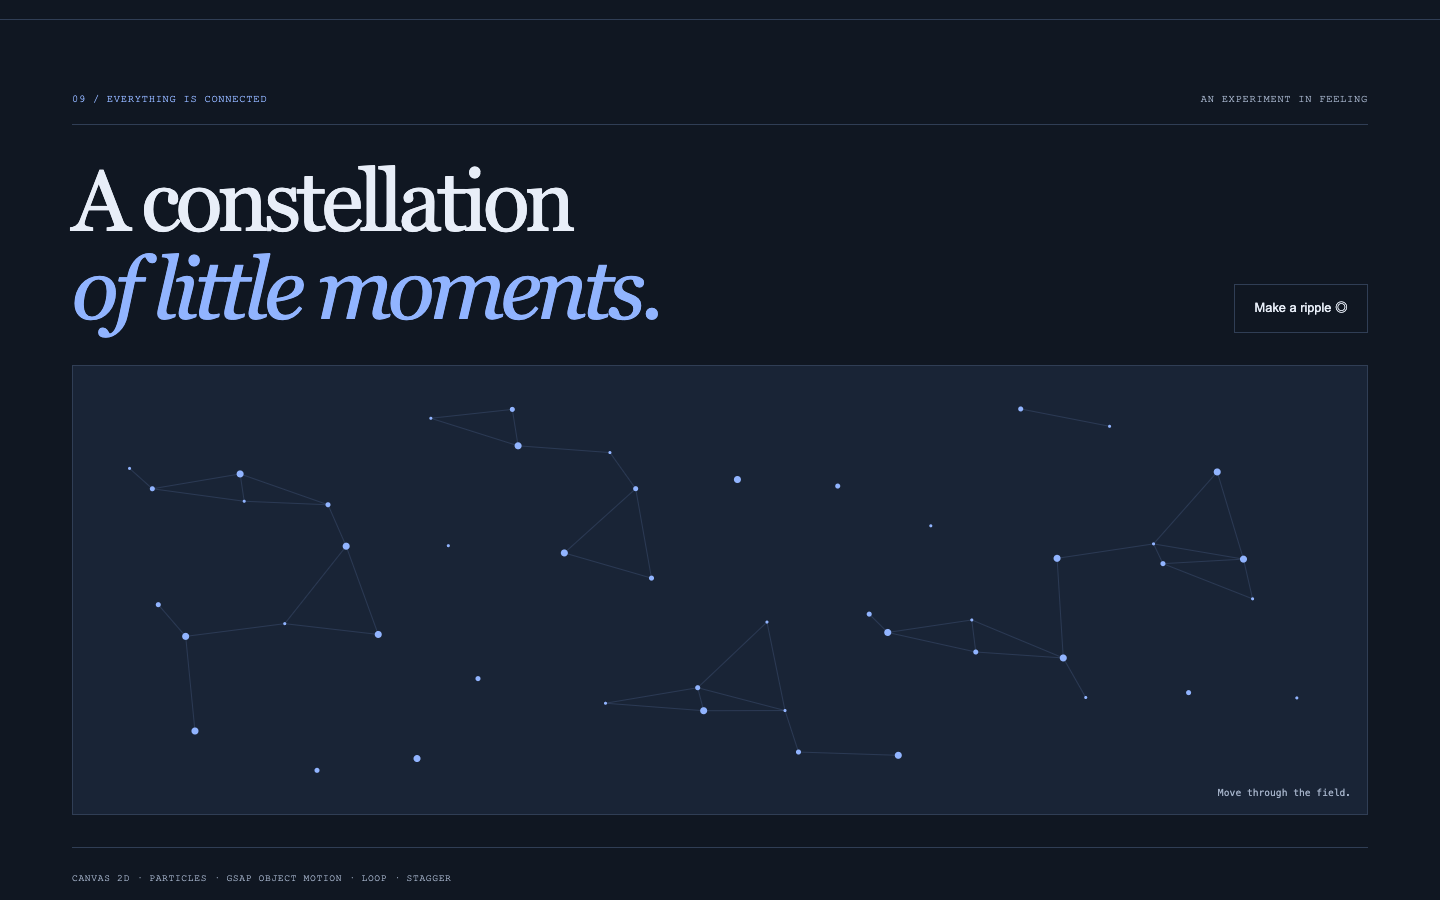 09 / EVERYTHING IS CONNECTED
AN EXPERIMENT IN FEELING
A constellation
of little moments.
Make a ripple ◎
Move through the field.
CANVAS 2D · PARTICLES · GSAP OBJECT MOTION · LOOP · STAGGER